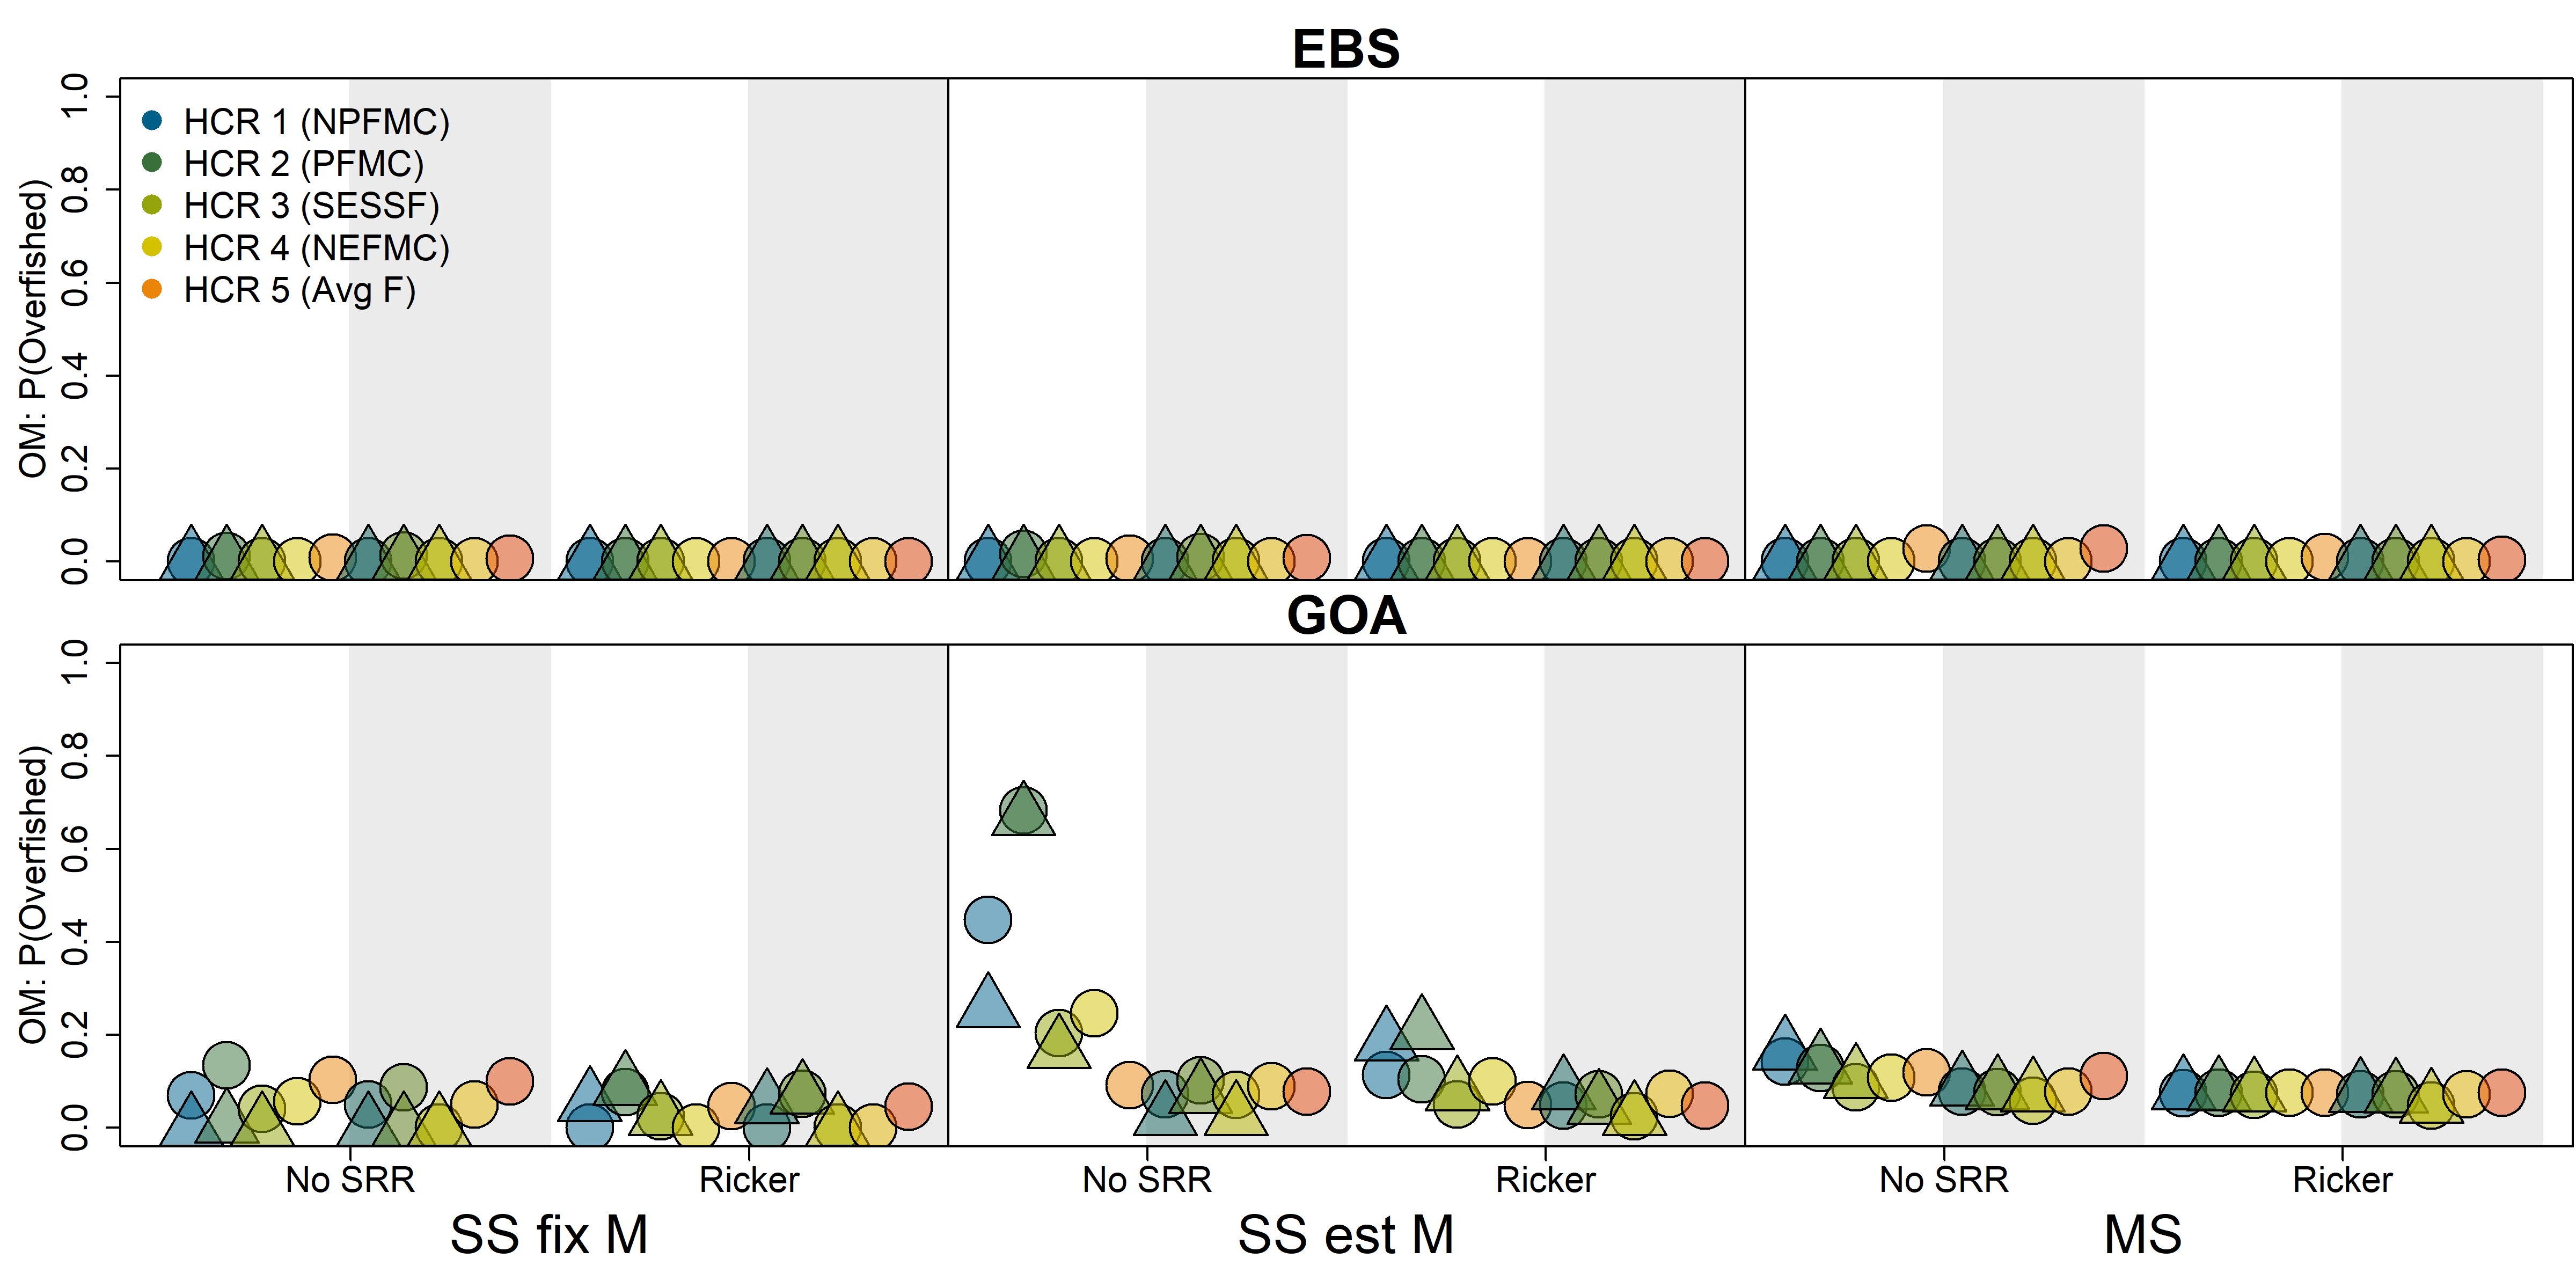 EBS
OM: P(Overfished)
1.0
0.8
0.6
0.4
0.2
0.0
HCR 1 (NPFMC)
HCR 2 (PFMC)
HCR 3 (SESSF)
HCR 4 (NEFMC)
HCR 5 (Avg F)
GOA
OM: P(Overfished)
1.0
0.8
0.6
0.4
0.2
0.0
No SRR Ricker No SRR Ricker No SRR Ricker
SS fix M SS est M MS